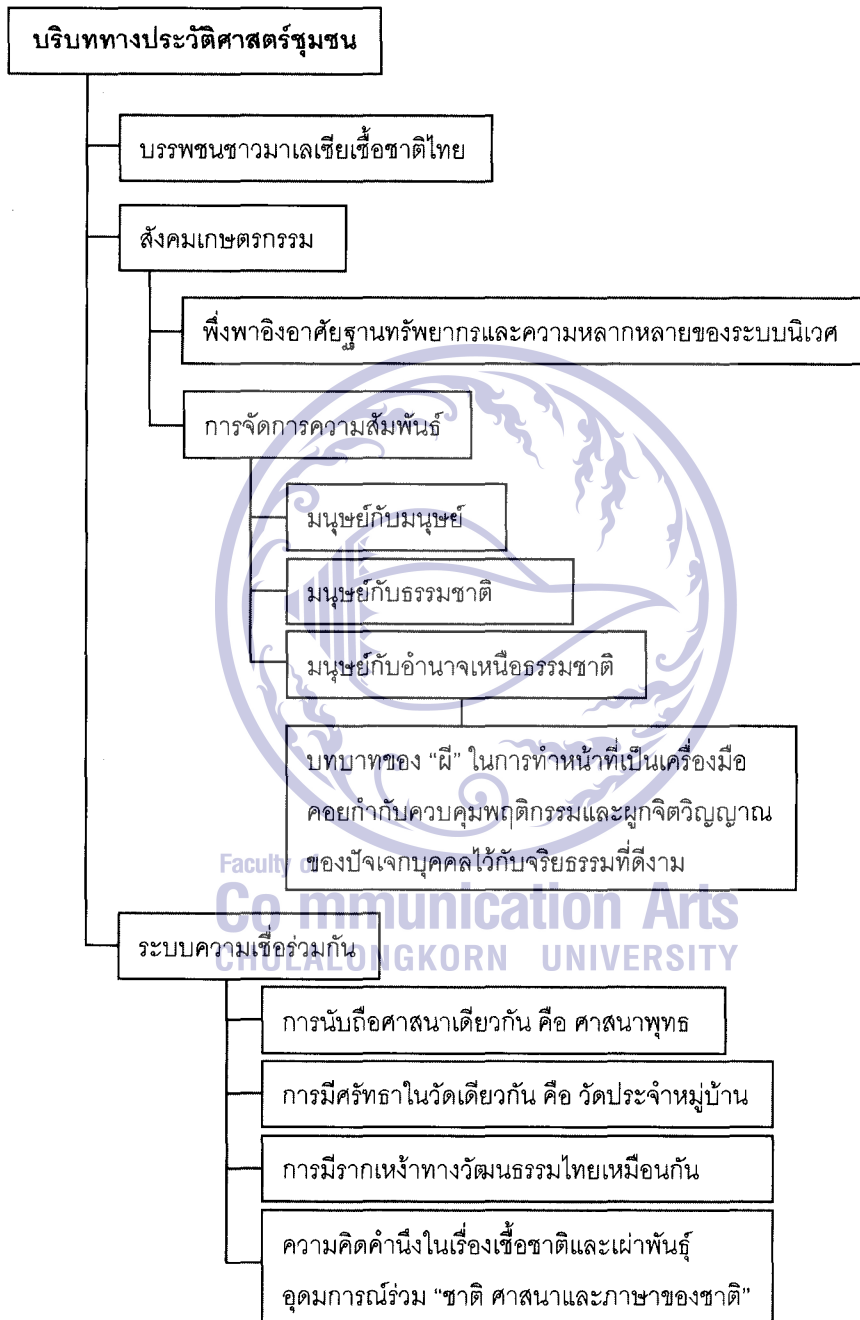 บริบททางประวัติศาสตร์ชุมชน
บรรพชนชาวมาเลเซียเชื้อชาติไทย
สังคมเกษตรกรรม
พึ่งพาอิงอาศัยฐานทรัพยากรและความหลากหลายของระบบนิเวศ
การจัดการความสัมพันธ์
มนุษย์กับมนุษย์
มนุษย์กับธรรมชาติ
มนุษย์กับอำนาจเหนือธรรมชาติ
บทบาทของ “ผี” ในการทำหน้าที่เป็นเครื่องมือ
คอยกำกับควบคุมพฤติกรรมและผูกจิตวิญญาณ
ของปัจเจกบุคคลไว้กับจริยธรรมที่ดีงาม
Faculty of
Communication Arts
CHULALONGKORN UNIVERSITY
ระบบความเชื่อร่วมกัน
การนับถือศาสนาเดียวกัน คือ ศาสนาพุทธ
การมีศรัทธาในวัดเดียวกัน คือ วัดประจำหมู่บ้าน
การมีรากเหง้าทางวัฒนธรรมไทยเหมือนกัน
ความคิดคำนึงในเรื่องเชื้อชาติและเผ่าพันธุ์
อุดมการณ์ร่วม “ชาติ ศาสนาและภาษาของชาติ”